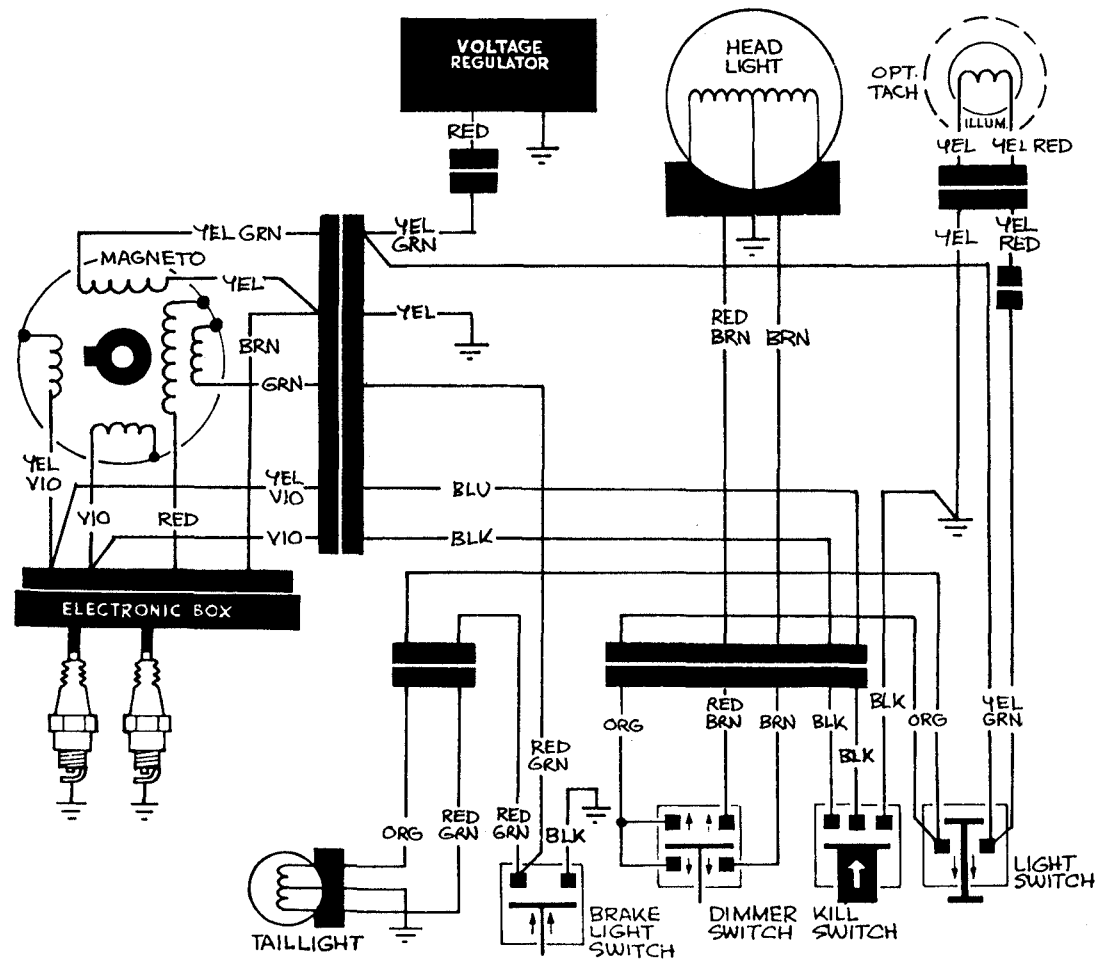 VOLTAGE
REGULATOR
HEAD
LIGHT
OPT.
TACH
ILLUM.
RED
YEL
YEL RED
YEL GRN
YEL
GRN
YEL
YEL
RED
MAGNETO
YEL
YEL
RED
BRN
BRN
BRN
GRN
YEL
VIO
YEL
VIO
BLU
VIO
RED
VIO
BLK
ELECTRONIC BOX
ORG
RED
BRN
BRN
BLK
BLK
BLK
ORG
YEL
GRN
RED
GRN
ORG
RED
GRN
RED
GRN
BLK
TAILLIGHT
BRAKE
LIGHT
SWITCH
DIMMER
SWITCH
KILL
SWITCH
LIGHT
SWITCH